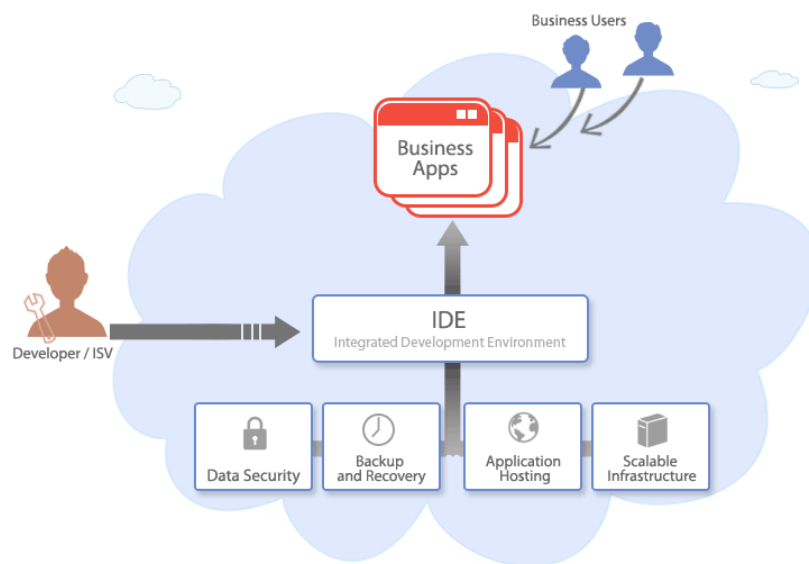 Business Users
Business
Apps
IDE
Integrated Development Environment
Developer / ISV
Data Security
Backup
and Recovery
Application
Hosting
Scalable
Infrastructure